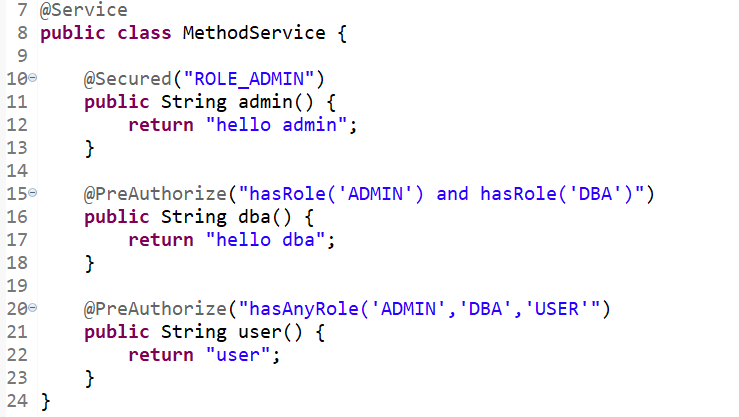 7 @Service
8 public class MethodService {
9
10 @Secured("ROLE_ADMIN")
11 public String admin() {
12 return "hello admin";
13 }
14
15 @PreAuthorize("hasRole('ADMIN') and hasRole('DBA')")
16 public String dba() {
17 return "hello dba";
18 }
19
20 @PreAuthorize("hasAnyRole('ADMIN','DBA','USER'")
21 public String user() {
22 return "user";
23 }
24 }